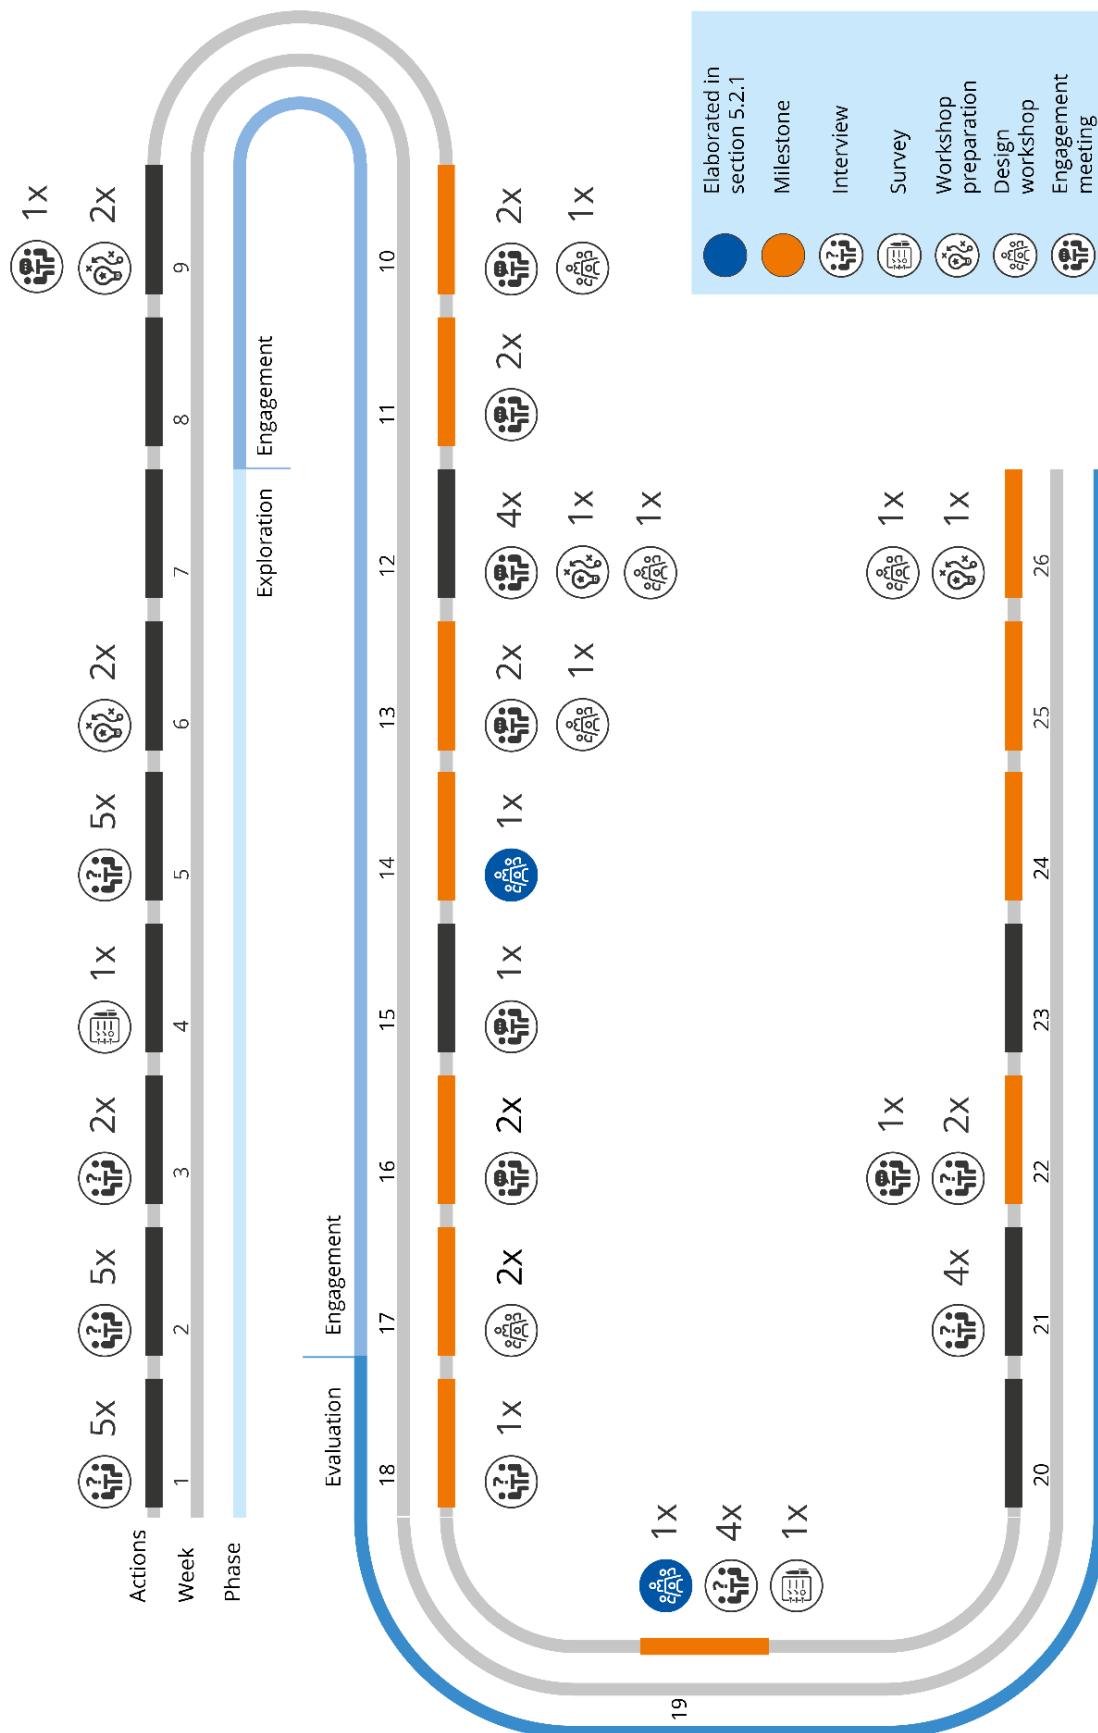 1x
2x
2x
5x
1x
2x
5x
5x
Actions
1
2
3
4
5
6
7
8
9
Week
Phase
Exploration
Engagement
Evaluation
Engagement
18
17
16
15
14
13
12
11
10
1x
2x
2x
1x
1x
2x
1x
4x
1x
1x
2x
2x
1x
19
1x
4x
1x
4x
1x
2x
1x
1x
20
21
22
23
24
25
26
Elaborated in
section 5.2.1
Milestone
Interview
Survey
Workshop
preparation
Design
workshop
Engagement
meeting